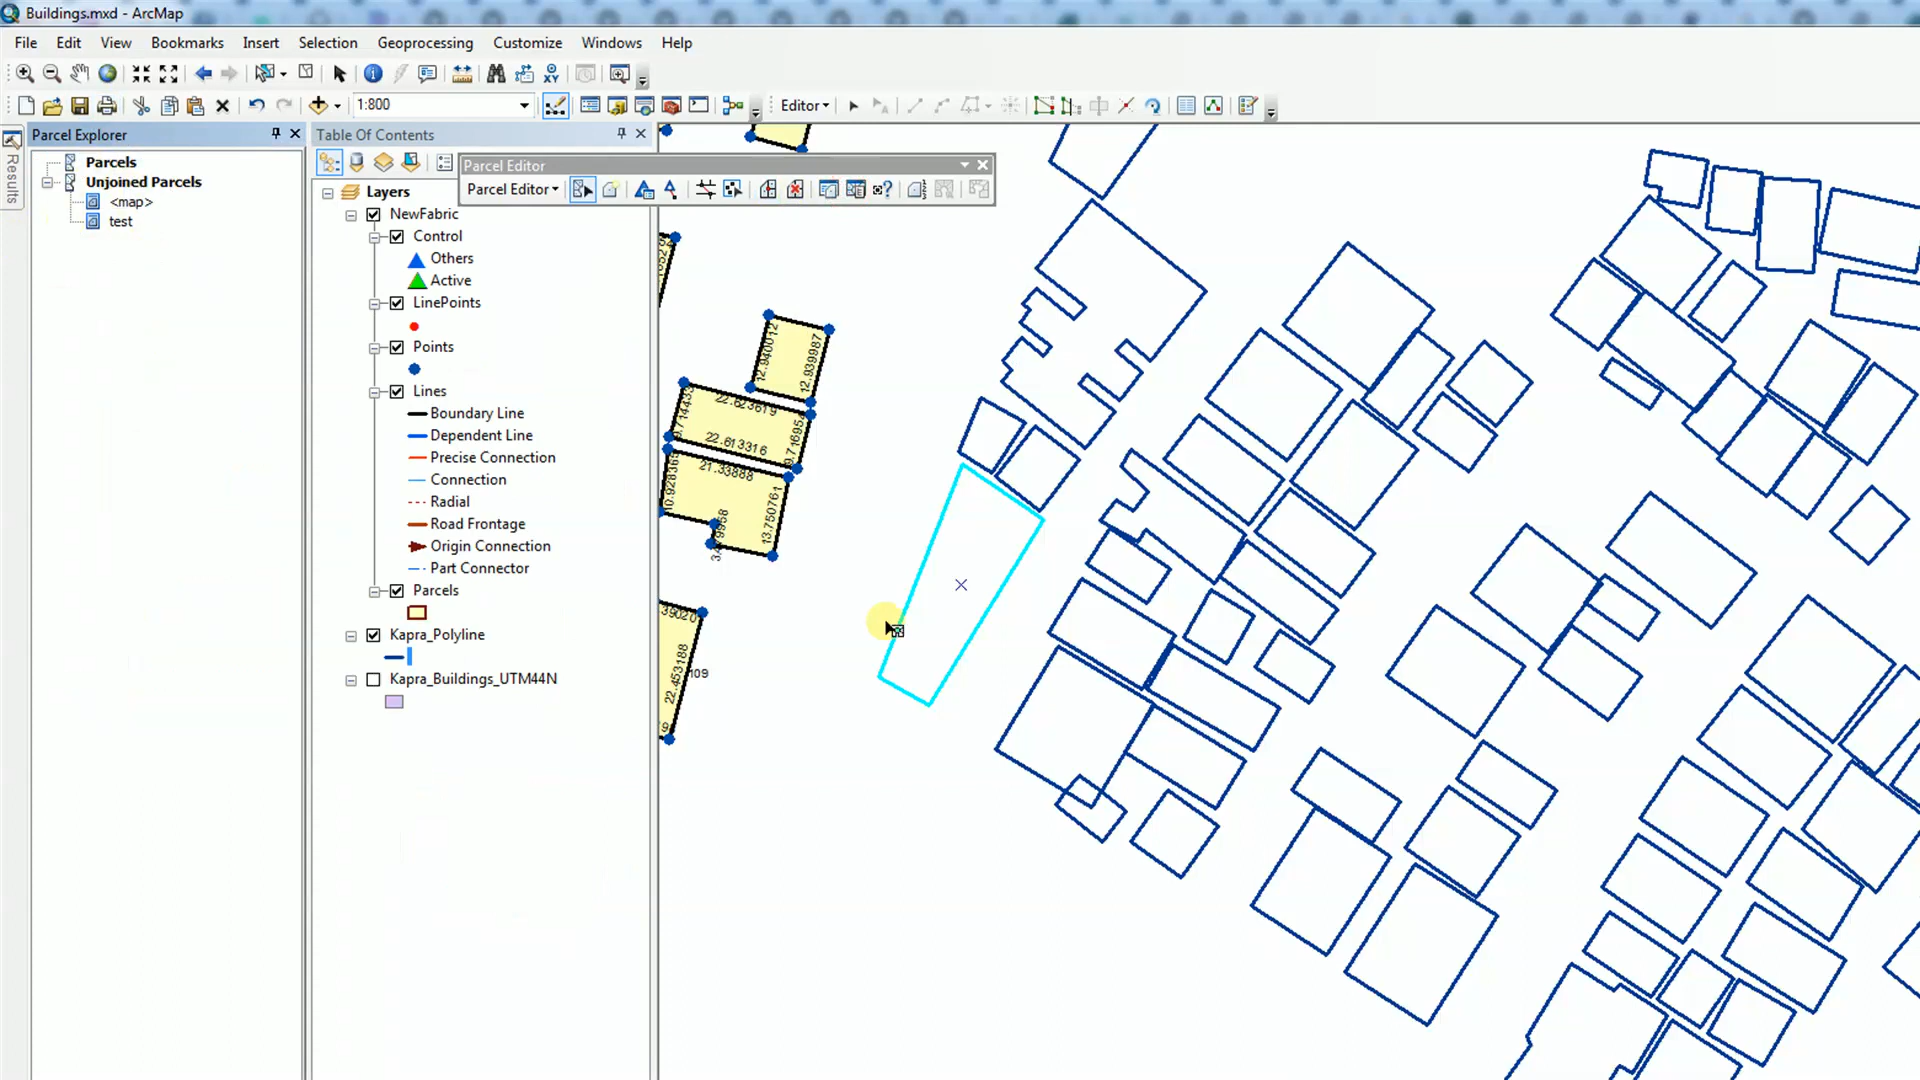 Buildings.mxd - ArcMap
File Edit View Bookmarks Insert Selection Geoprocessing Customize Windows Help
1:800
Editor
Parcel Explorer
Table Of Contents
Results
Parcels
Unjoined Parcels
<map>
test
Parcel Editor
Parcel Editor
Layers
NewFabric
Control
Others
Active
LinePoints
Points
Lines
Boundary Line
Dependent Line
Precise Connection
Connection
Radial
Road Frontage
Origin Connection
Part Connector
Parcels
Kapra_Polyline
Kapra_Buildings_UTM44N
12.940012
12.939987
22.623619
22.613316
21.33888
13.750761
22.453188
109